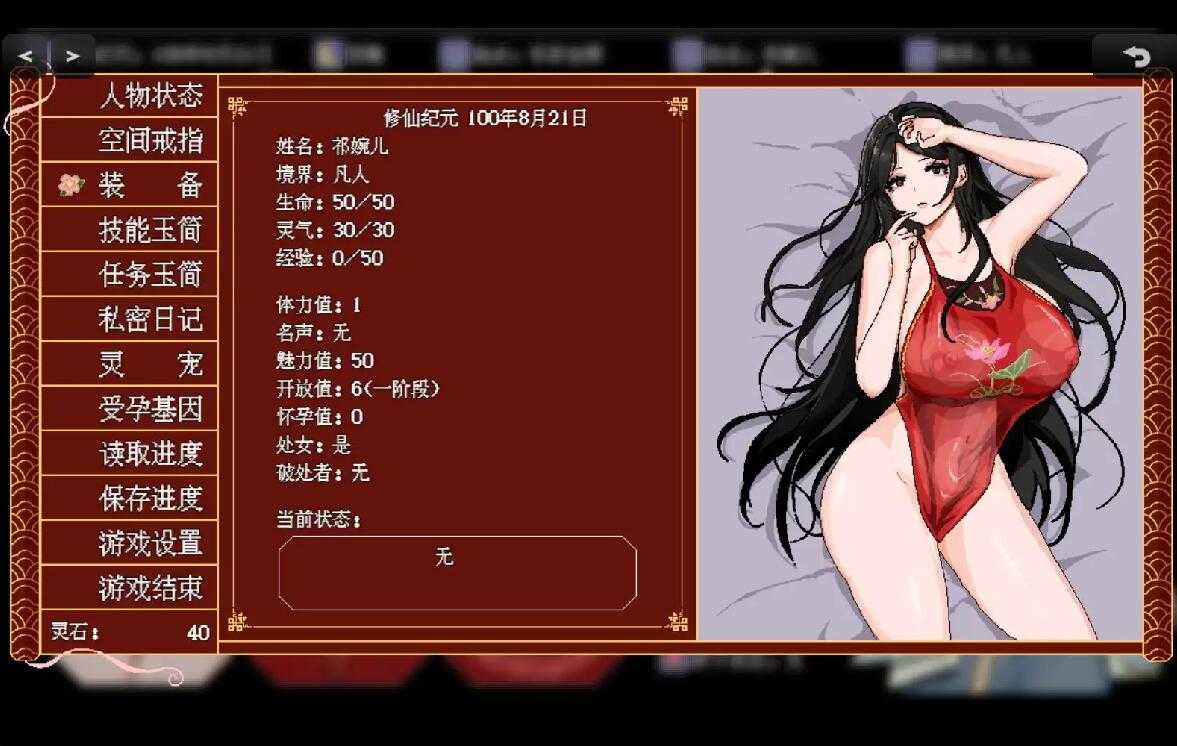 人物状态
空间戒指
装 备
技能玉简
任务玉简
私密日记
灵 宠
受孕基因
读取进度
保存进度
游戏设置
游戏结束
灵石： 40
修仙纪元 100年8月21日
姓名：祁婉儿
境界：凡人
生命：50/50
灵气：30/30
经验：0/50
体力值：1
名声：无
魅力值：50
开放值：6(一阶段)
怀孕值：0
处女：是
破处者：无
当前状态：
无